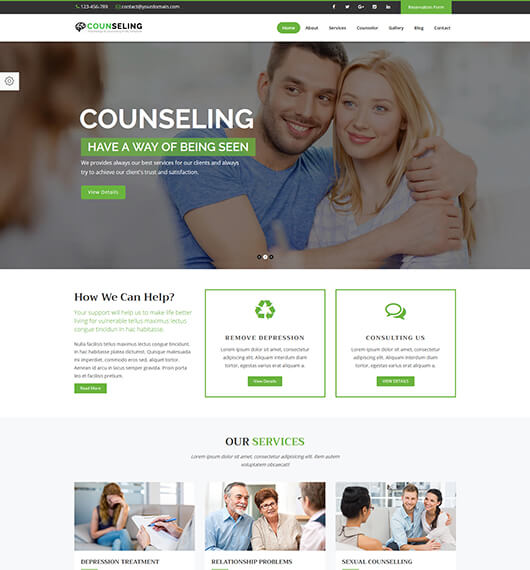 123-456-789 contact@yourdomain.com
Reservation Form
COUNSELING
Home About Services Counselor Gallery Blog Contact
COUNSELING
HAVE A WAY OF BEING SEEN
We provides always our best services for our clients and always
try to achieve our client's trust and satisfaction.
View Details
How We Can Help?
Your support will help us to make life better
living for vulnerable tellus maximus lectus
congue tincidun in hac habitasse.
Nulla facilisis tellus maximus lectus congue tincidunt.
In hac habitasse platea dictumst. Quisque malesuada
mi imperdiet, commodo eros sed, aliquet tortor.
Aenean id arcu in lacus semper gravida. Proin porta
leo et facilisis pretium.
Read More
REMOVE DEPRESSION
Lorem ipsum dolor sit amet, consectetur
adipiscing elit. Aliquam interdum diam
tortor, egestas varius erat aliquam a.
View Details
CONSULTING US
Lorem ipsum dolor sit amet, consectetur
adipiscing elit. Aliquam interdum diam
tortor, egestas varius erat aliquam a.
VIEW DETAILS
OUR SERVICES
Lorem ipsum dolor sit amet, consectetur adipisicing elit. Autem
voluptatem obcaecati!
DEPRESSION TREATMENT
RELATIONSHIP PROBLEMS
SEXUAL COUNSELLING